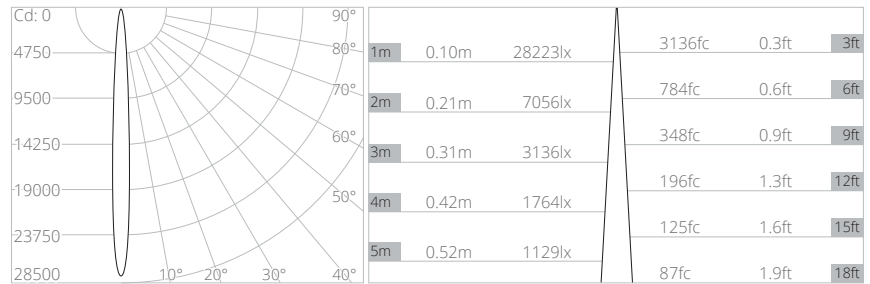 Cd: 0
4750
9500
14250
19000
23750
28500
90°
80°
70°
60°
50°
10° 20° 30° 40°
1m 0.10m 28223lx
2m 0.21m 7056lx
3m 0.31m 3136lx
4m 0.42m 1764lx
5m 0.52m 1129lx
3136fc 0.3ft 3ft
784fc 0.6ft 6ft
348fc 0.9ft 9ft
196fc 1.3ft 12ft
125fc 1.6ft 15ft
87fc 1.9ft 18ft